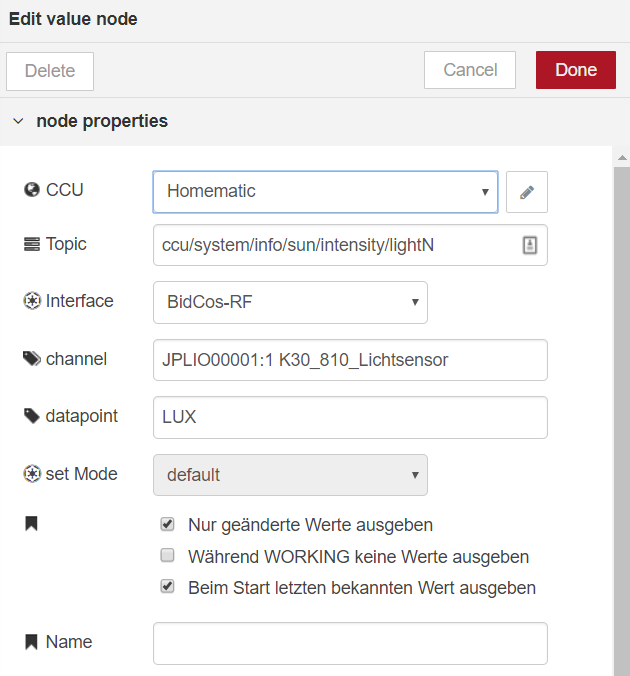 Edit value node
Delete Cancel Done
node properties
CCU Homematic
Topic ccu/system/info/sun/intensity/lightN
Interface BidCos-RF
channel JPLIO00001:1 K30_810_Lichtsensor
datapoint LUX
set Mode default
Nur geänderte Werte ausgeben
Während WORKING keine Werte ausgeben
Beim Start letzten bekannten Wert ausgeben
Name